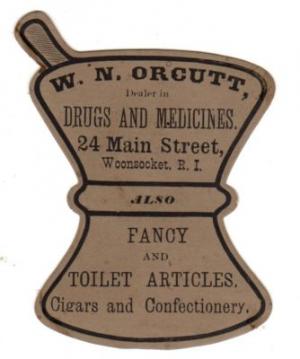 W. N. ORCUTT,
Dealer in
DRUGS AND MEDICINES.
24 Main Street,
Woonsocket, R. I.
ALSO
FANCY
AND
TOILET ARTICLES.
Cigars and Confectionery.